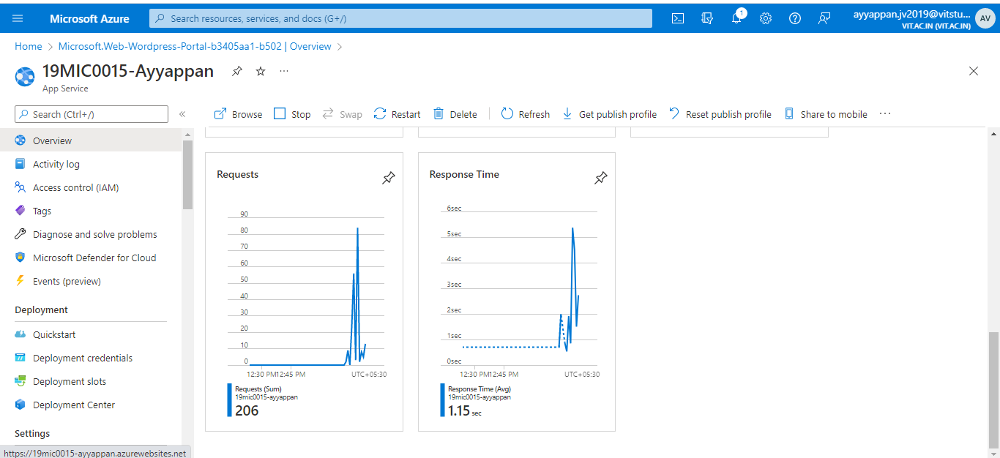 Microsoft Azure
Search resources, services, and docs (G+/)
1
ayyappan.jv2019@vitstu...
VIT.AC.IN (VIT.AC.IN)
AV
Home > Microsoft.Web-Wordpress-Portal-b3405aa1-b502 | Overview >
19MIC0015-Ayyappan
...
App Service
Search (Ctrl+/)
«
Browse Stop Swap Restart Delete Refresh Get publish profile Reset publish profile Share to mobile ...
Overview
Activity log
Access control (IAM)
Tags
Diagnose and solve problems
Microsoft Defender for Cloud
Events (preview)
Deployment
Quickstart
Deployment credentials
Deployment slots
Deployment Center
Settings
https://19mic0015-ayyappan.azurewebsites.net
Requests
90
80
70
60
50
40
30
20
10
0
12:30 PM 12:45 PM UTC+05:30
Requests (Sum)
19mic0015-ayyappan
206
Response Time
6sec
5sec
4sec
3sec
2sec
1sec
0sec
12:30 PM 12:45 PM UTC+05:30
Response Time (Avg)
19mic0015-ayyappan
1.15 sec